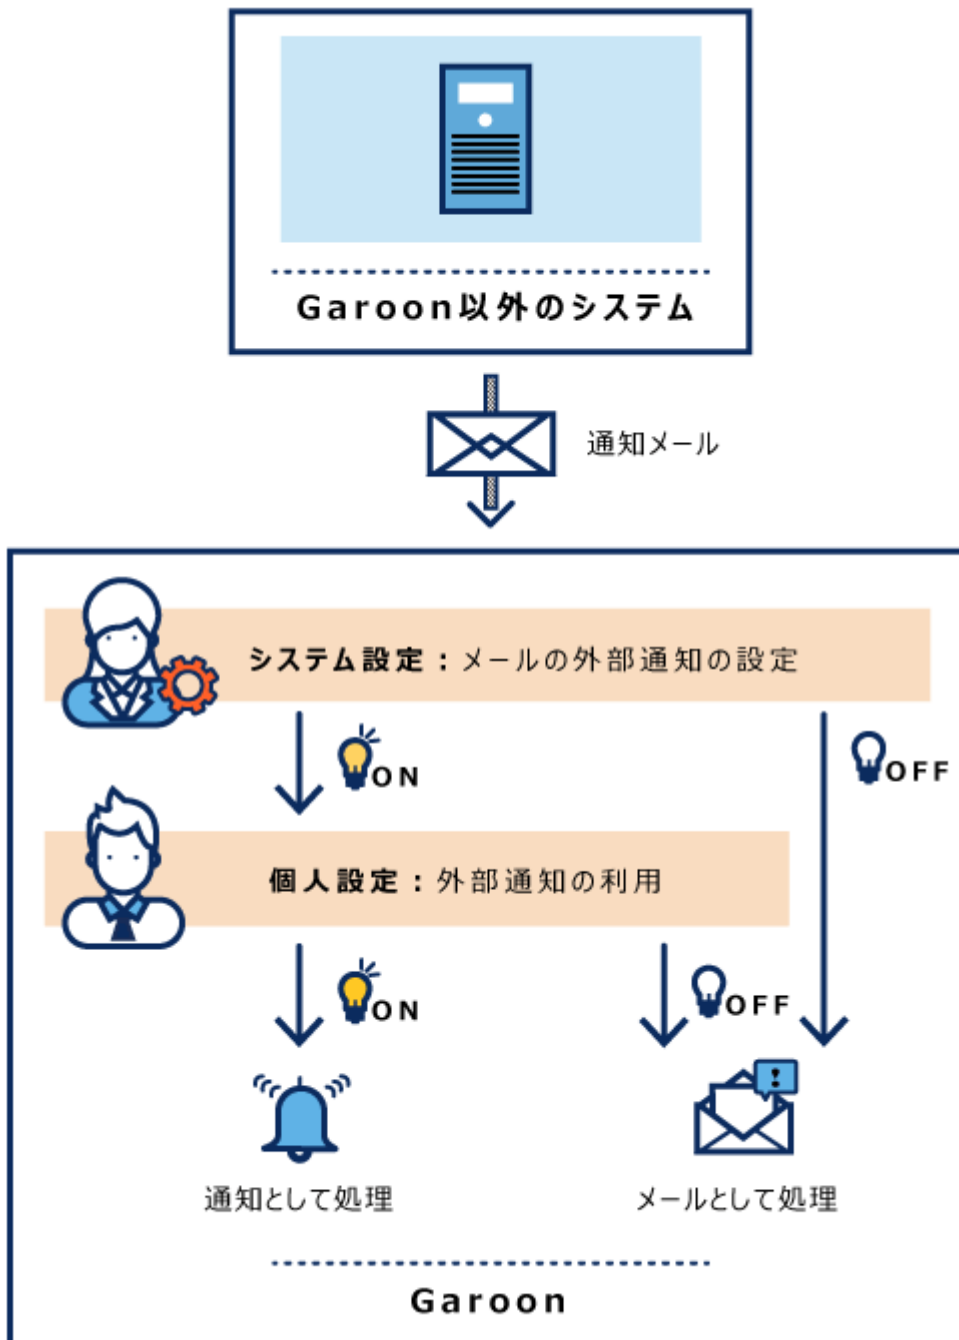 Garoon以外のシステム
通知メール
システム設定：メールの外部通知の設定
ON
OFF
個人設定：外部通知の利用
ON
OFF
!
通知として処理
メールとして処理
Garoon